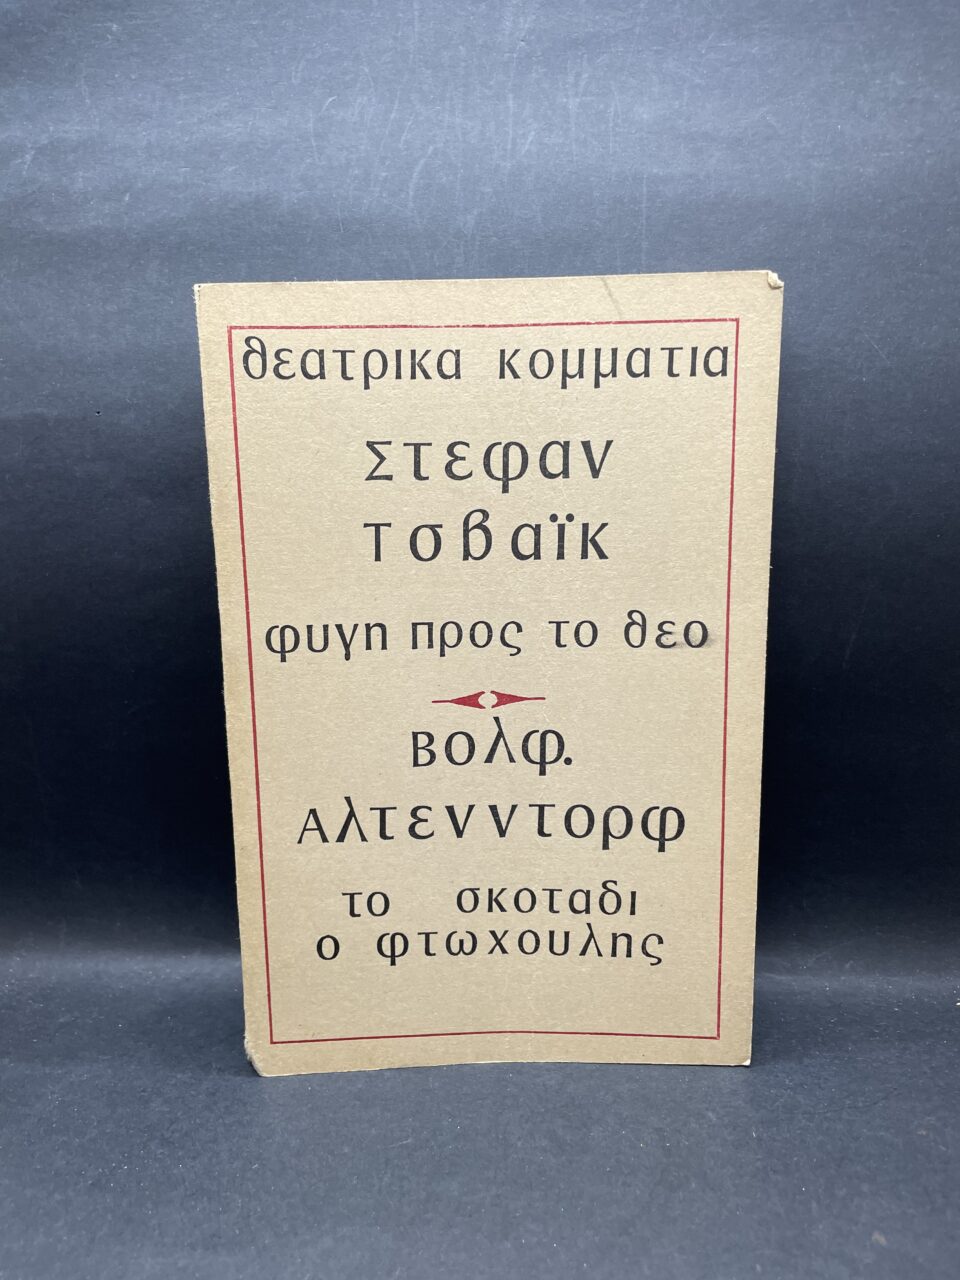 θεατρικα κομματια
Στεφαν
Τσβαϊκ
φυγη προς το θεο
Βολφ.
Αλτενντορφ
το σκοταδι
ο φτωχουλης